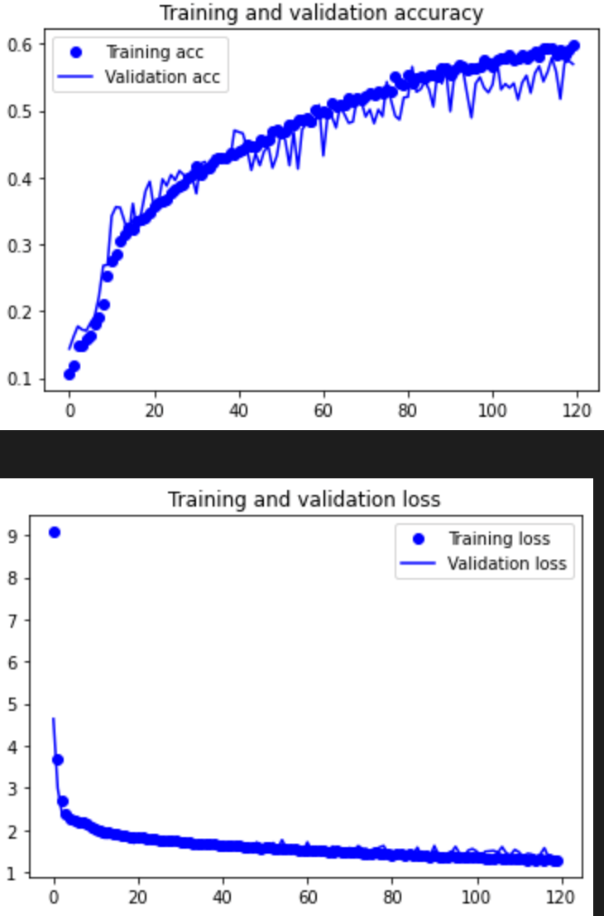 Training and validation accuracy
0.6
Training acc
Validation acc
0.5
0.4
0.3
0.2
0.1
0 20 40 60 80 100 120
Training and validation loss
9
Training loss
Validation loss
8
7
6
5
4
3
2
1
0 20 40 60 80 100 120